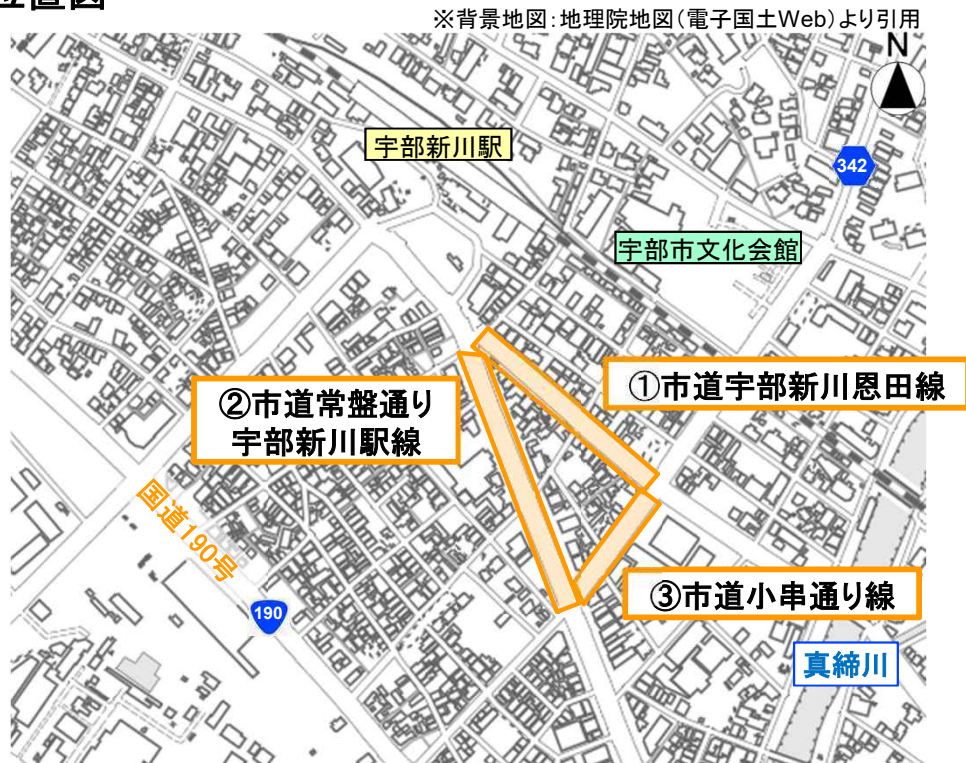 位置図
※背景地図:地理院地図(電子国土Web)より引用
N
宇部新川駅
342
宇部市文化会館
①市道宇部新川恩田線
②市道常盤通り
宇部新川駅線
国道190号
190
③市道小串通り線
真締川